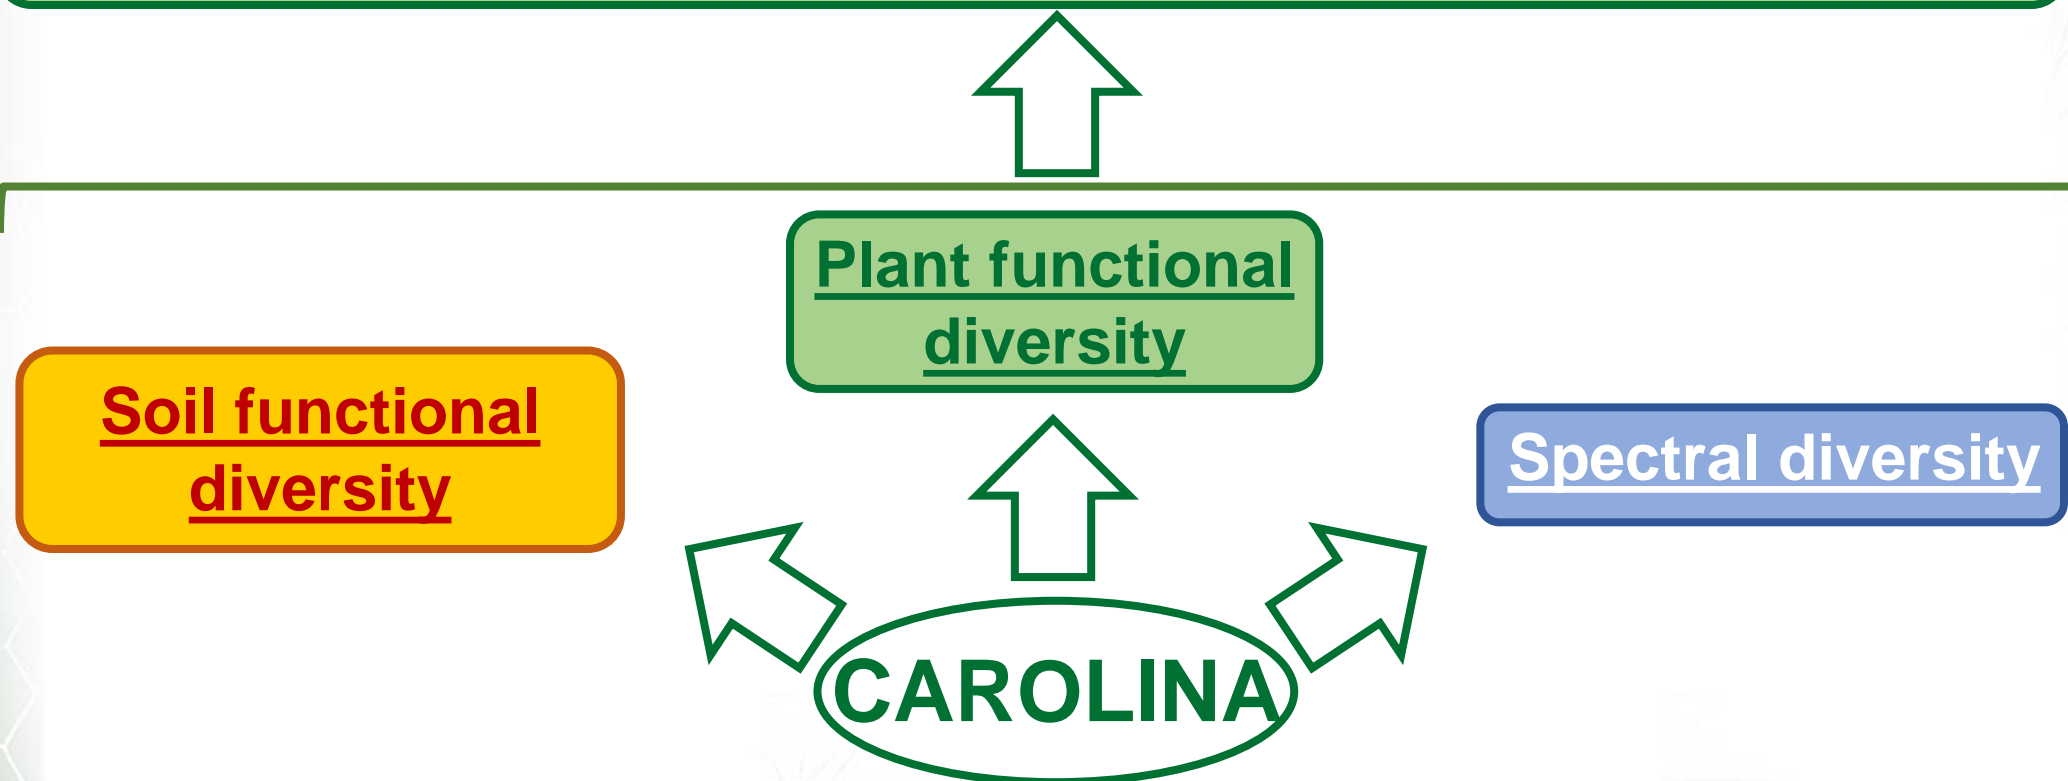 Plant functional
diversity
Soil functional
diversity
Spectral diversity
CAROLINA